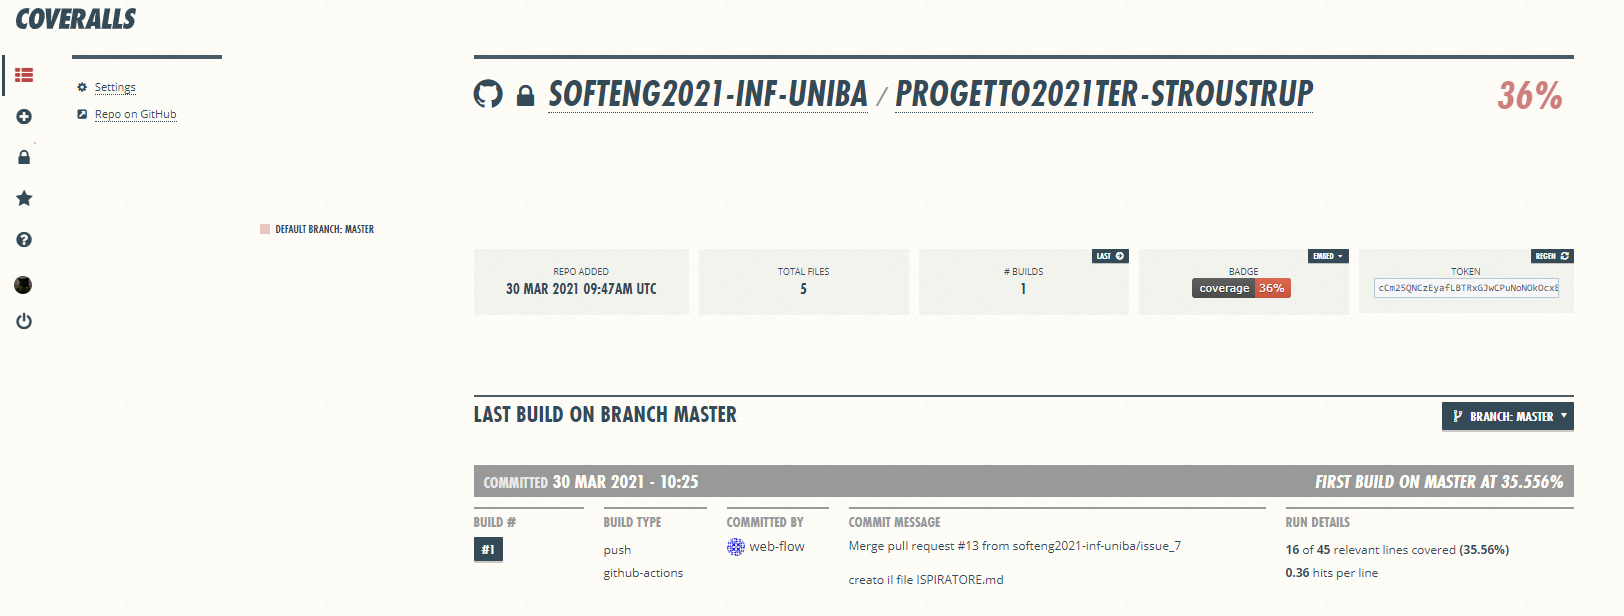 COVERALLS
Settings
Repo on GitHub
SOFTENG2021-INF-UNIBA / PROGETTO2021TER-STROUSTRUP
36%
DEFAULT BRANCH: MASTER
REPO ADDED
30 MAR 2021 09:47AM UTC
TOTAL FILES
5
LAST
# BUILDS
1
EMBED
BADGE
coverage 36%
REGEN
TOKEN
LAST BUILD ON BRANCH MASTER
BRANCH: MASTER
COMMITTED 30 MAR 2021 - 10:25
FIRST BUILD ON MASTER AT 35.556%
BUILD #
#1
BUILD TYPE
push
github-actions
COMMITTED BY
web-flow
COMMIT MESSAGE
Merge pull request #13 from softeng2021-inf-uniba/issue_7
creato il file ISPIRATORE.md
RUN DETAILS
16 of 45 relevant lines covered (35.56%)
0.36 hits per line